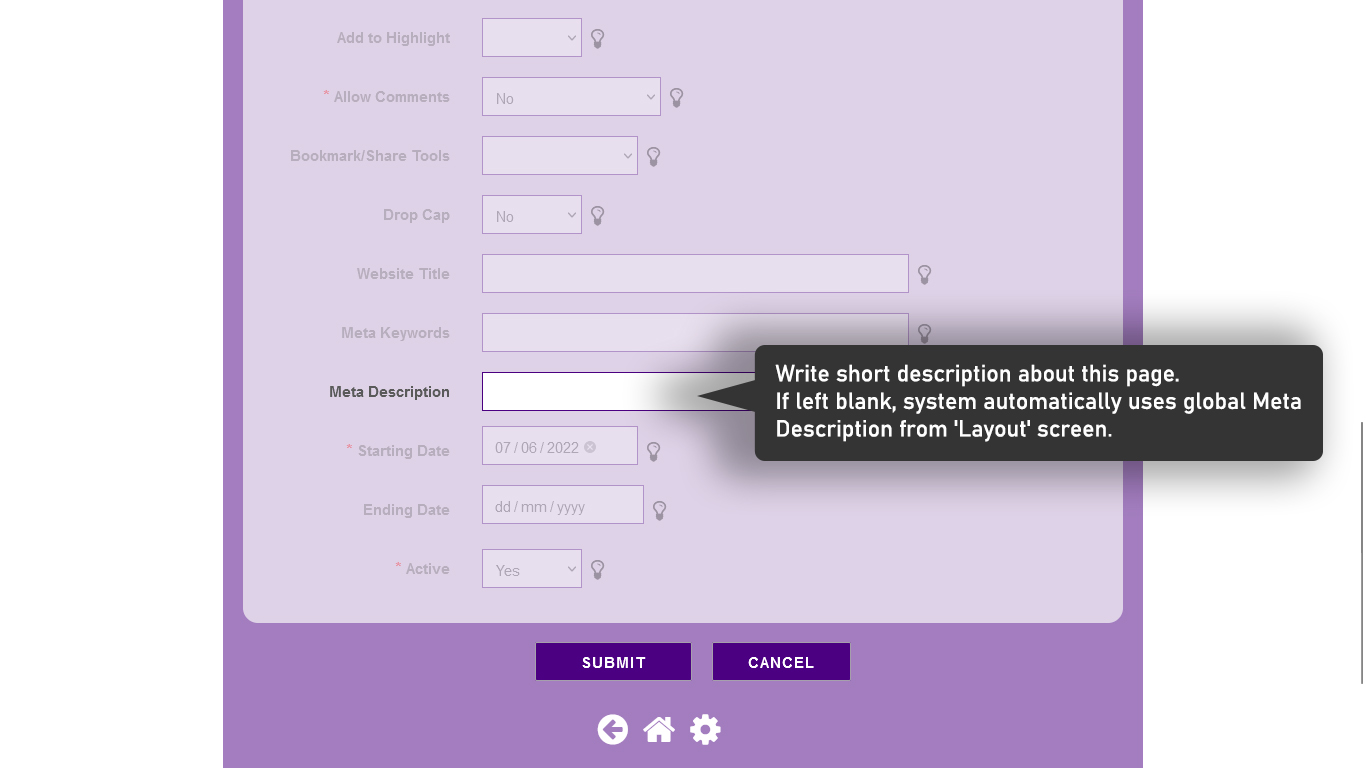 Add to Highlight
* Allow Comments No
Bookmark/Share Tools
Drop Cap No
Website Title
Meta Keywords
Meta Description
Write short description about this page.
If left blank, system automatically uses global Meta
Description from 'Layout' screen.
* Starting Date 07/06/2022
Ending Date dd/mm/yyyy
* Active Yes
SUBMIT CANCEL